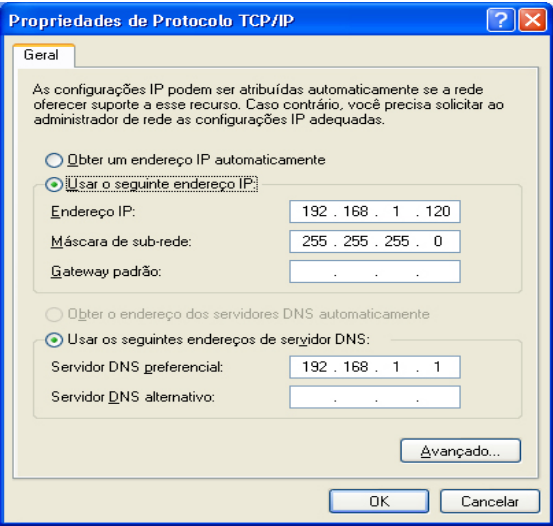 Propriedades de Protocolo TCP/IP
Geral
As configurações IP podem ser atribuídas automaticamente se a rede
oferecer suporte a esse recurso. Caso contrário, você precisa solicitar ao
administrador de rede as configurações IP adequadas.
Obter um endereço IP automaticamente
Usar o seguinte endereço IP:
Endereço IP: 192 . 168 . 1 . 120
Máscara de sub-rede: 255 . 255 . 255 . 0
Gateway padrão: . . .
Obter o endereço dos servidores DNS automaticamente
Usar os seguintes endereços de servidor DNS:
Servidor DNS preferencial: 192 . 168 . 1 . 1
Servidor DNS alternativo: . . .
Avançado...
OK Cancelar